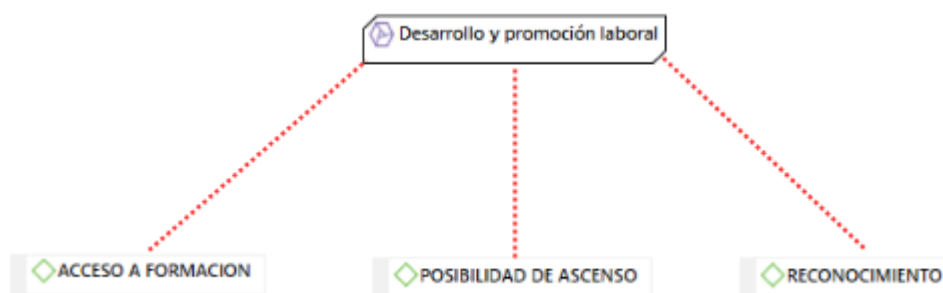 Desarrollo y promoción laboral
ACCESO A FORMACION
POSIBILIDAD DE ASCENSO
RECONOCIMIENTO